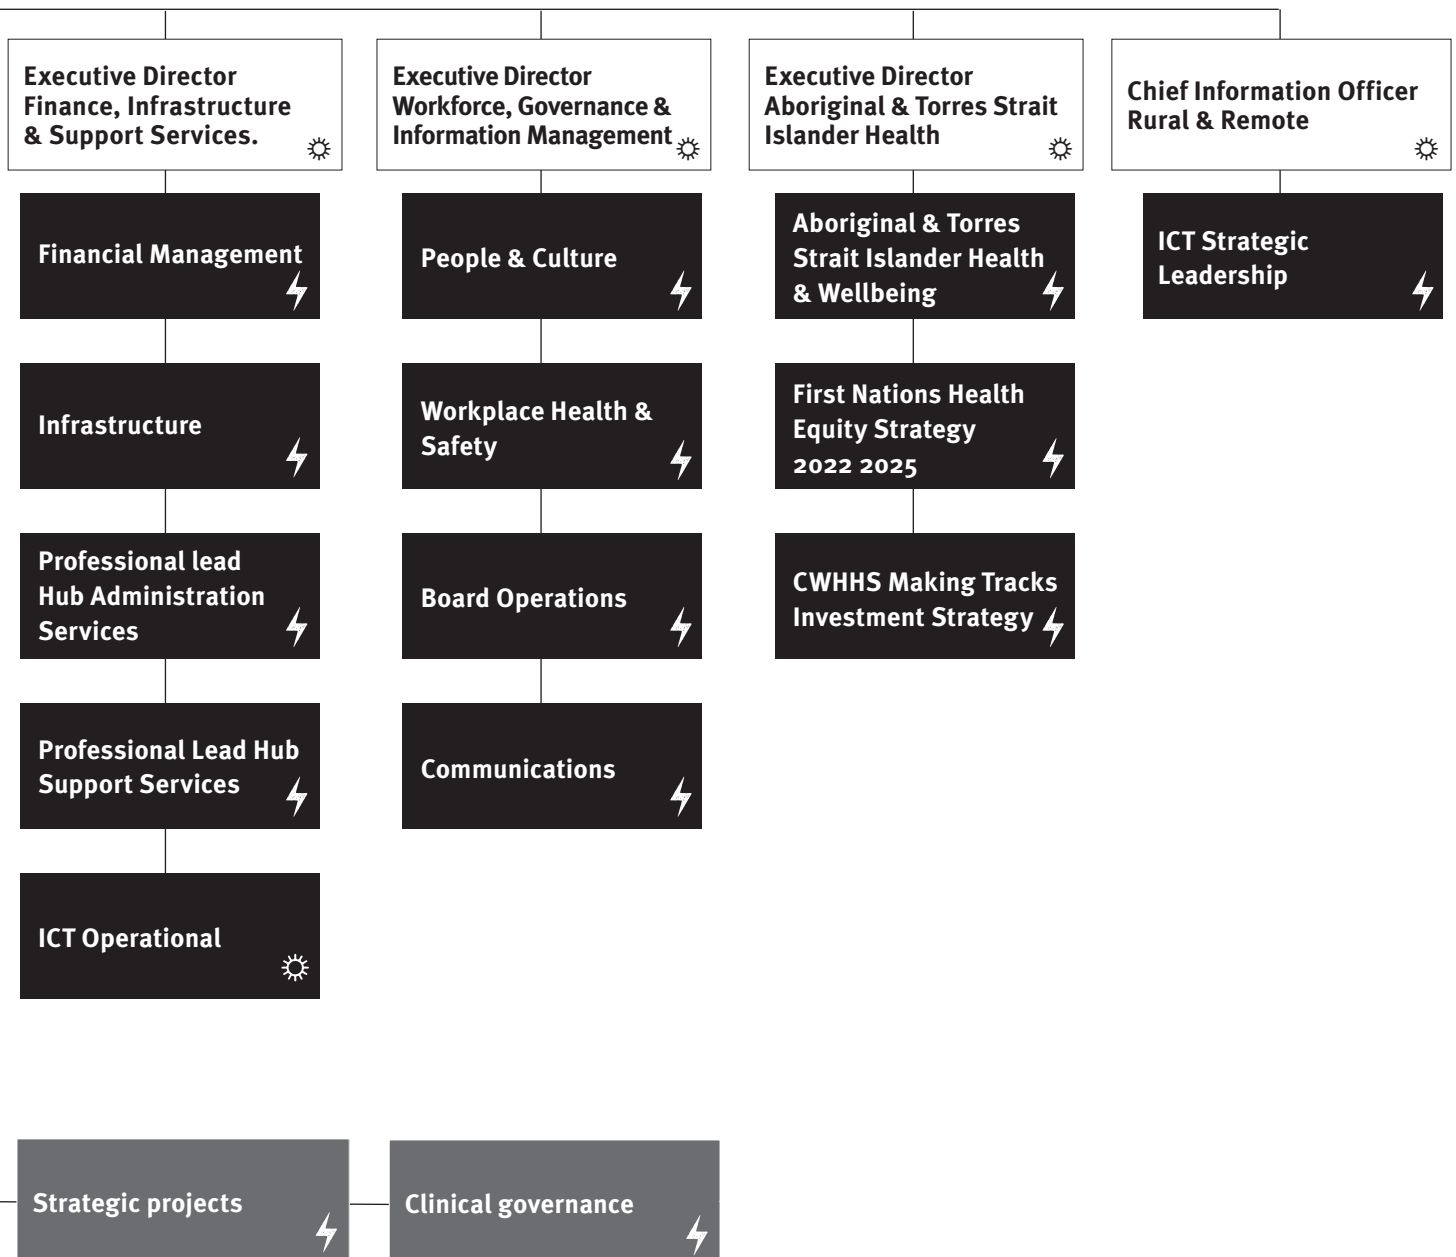 Executive Director
Finance, Infrastructure
& Support Services.
Executive Director
Workforce, Governance &
Information Management
Executive Director
Aboriginal & Torres Strait
Islander Health
Chief Information Officer
Rural & Remote
Financial Management
Infrastructure
Professional lead
Hub Administration
Services
Professional Lead Hub
Support Services
ICT Operational
People & Culture
Workplace Health &
Safety
Board Operations
Communications
Aboriginal & Torres
Strait Islander Health
& Wellbeing
First Nations Health
Equity Strategy
2022 2025
CWHHS Making Tracks
Investment Strategy
ICT Strategic
Leadership
Strategic projects
Clinical governance